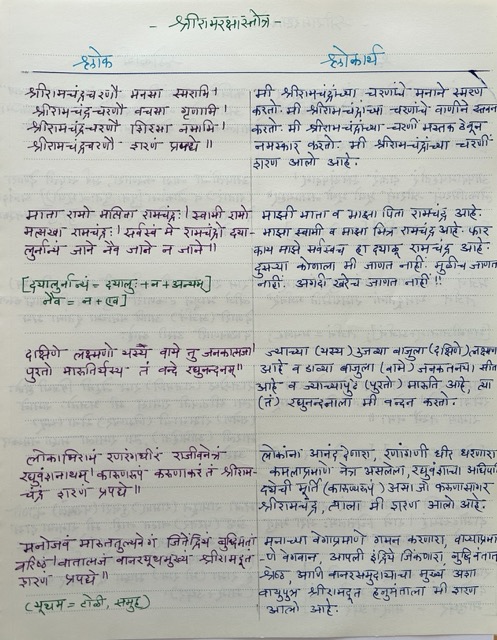 - श्रीरामरक्षास्तोत्र -
श्लोक
श्रीरामचंद्रचरणौ मनसा स्मरामि ।
श्रीरामचंद्रचरणौ वचसा गृणामि ।
श्रीरामचंद्रचरणौ शिरसा नमामि ।
श्रीरामचंद्रचरणौ शरणं प्रपद्ये ॥
माता रामो मत्पिता रामचंद्रः । स्वामी रामो
मत्सखा रामचंद्रः । सर्वस्वं मे रामचंद्रो दया-
लुर्नान्यं जाने नैव जाने न जाने ॥
[दयालुर्नान्यं = दयालुः + न + अन्यम्]
नैव = न + एव]
दक्षिणे लक्ष्मणो यस्य वामे तु जनकात्मजा ।
पुरतो मारुतिर्यस्य तं वन्दे रघुनन्दनम् ॥
लोकाभिरामं रणरंगधीरं राजीवनेत्रं
रघुवंशनाथम् । कारुण्यरूपं करुणाकरं तं श्रीराम-
चंद्रं शरणं प्रपद्ये ॥
मनोजवं मारुततुल्यवेगं जितेन्द्रियं बुद्धिमतां
वरिष्ठं । वातात्मजं वानरयूथमुख्यं श्रीरामदूतं
शरणं प्रपद्ये ॥
(यूथम = टोळी, समुह)
श्लोकार्थ
मी श्रीरामचंद्रांच्या चरणांचे मनाने स्मरण
करतो. मी श्रीरामचंद्रांच्या चरणांचे वाणीने स्तवन
करतो. मी श्रीरामचंद्रांच्या चरणी मस्तक ठेवून
नमस्कार करतो. मी श्रीरामचंद्रांच्या चरणी
शरण आलो आहे.
माझी माता व माझा पिता रामचंद्र आहे.
माझा स्वामी व माझा मित्र रामचंद्र आहे. फार
काय माझे सर्वस्वच हा दयाळू रामचंद्र आहे.
दुसऱ्या कोणाला मी जाणत नाही. मुळीच जाणत
नाही. अगदी खरेच जाणत नाही !!
ज्याच्या (यस्य) उजव्या बाजूला (दक्षिणे) लक्ष्मण
आहे व डाव्या बाजूला (वामे) जनकतनया सीता
आहे व ज्याच्यापुढे (पुरतो) मारुति आहे, त्या
(तं) रघुनन्दनाला मी वन्दन करतो.
लोकांना आनंद देणारा, रणांगणी धीर धरणारा
कमलाप्रमाणे नेत्र असलेला, रघुवंशाचा अधिपति
दयेची मूर्ति (कारुण्यरूपं) असा जो करुणासागर
श्रीरामचंद्र, त्याला मी शरण आलो आहे.
मनाच्या वेगाप्रमाणे गमन करणारा, वाऱ्याप्रमा-
णे वेगवान, आपली इंद्रिये जिंकणारा, बुद्धिमंतात
श्रेष्ठ, आणि वानरसमुदायाचा मुख्य अशा
वायुपुत्र श्रीरामदूत हनुमंताला मी शरण
आलो आहे.